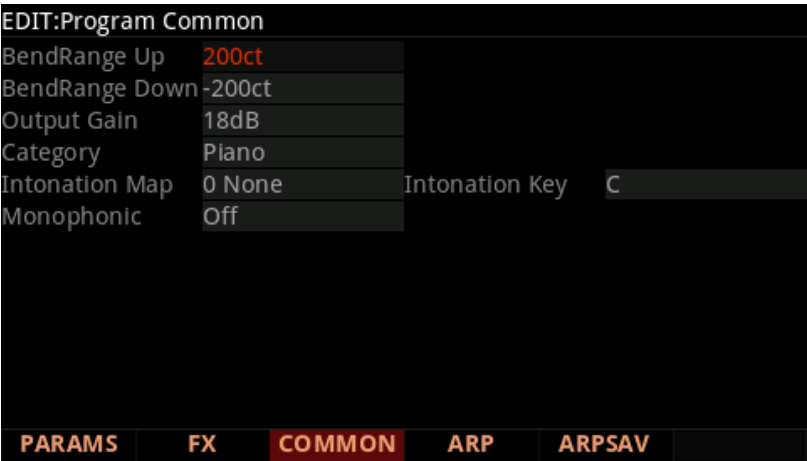 EDIT:Program Common
BendRange Up 200ct
BendRange Down -200ct
Output Gain 18dB
Category Piano
Intonation Map 0 None Intonation Key C
Monophonic Off
PARAMS FX COMMON ARP ARPSAV